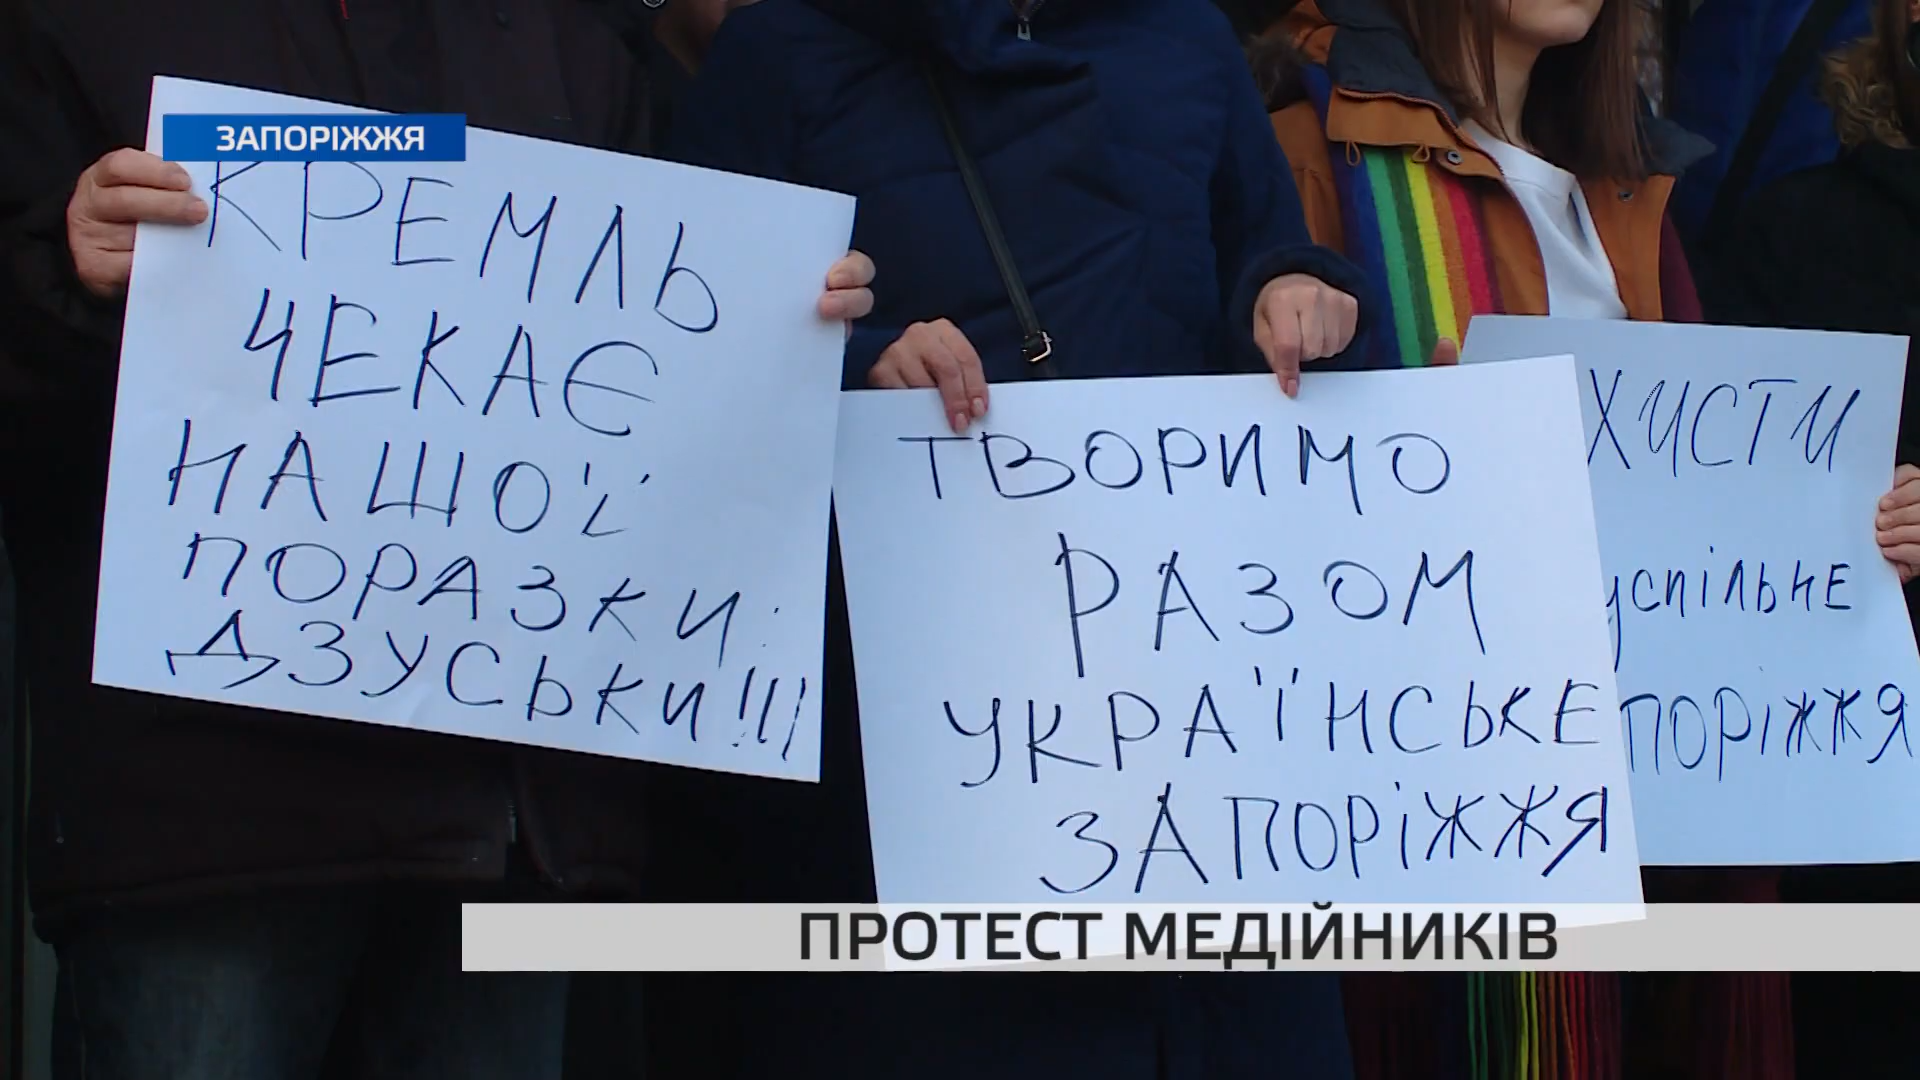 ЗАПОРІЖЖЯ
КРЕМЛЬ
ЧЕКАЄ
НАШОЇ
ПОРАЗКИ.
ДЗУСЬКИ!!!
ТВОРИМО
РАЗОМ
УКРАЇНСЬКЕ
ЗАПОРІЖЖЯ
ХИСТИ
УСПІЛЬНЕ
ПОРІЖЖЯ
ПРОТЕСТ МЕДІЙНИКІВ